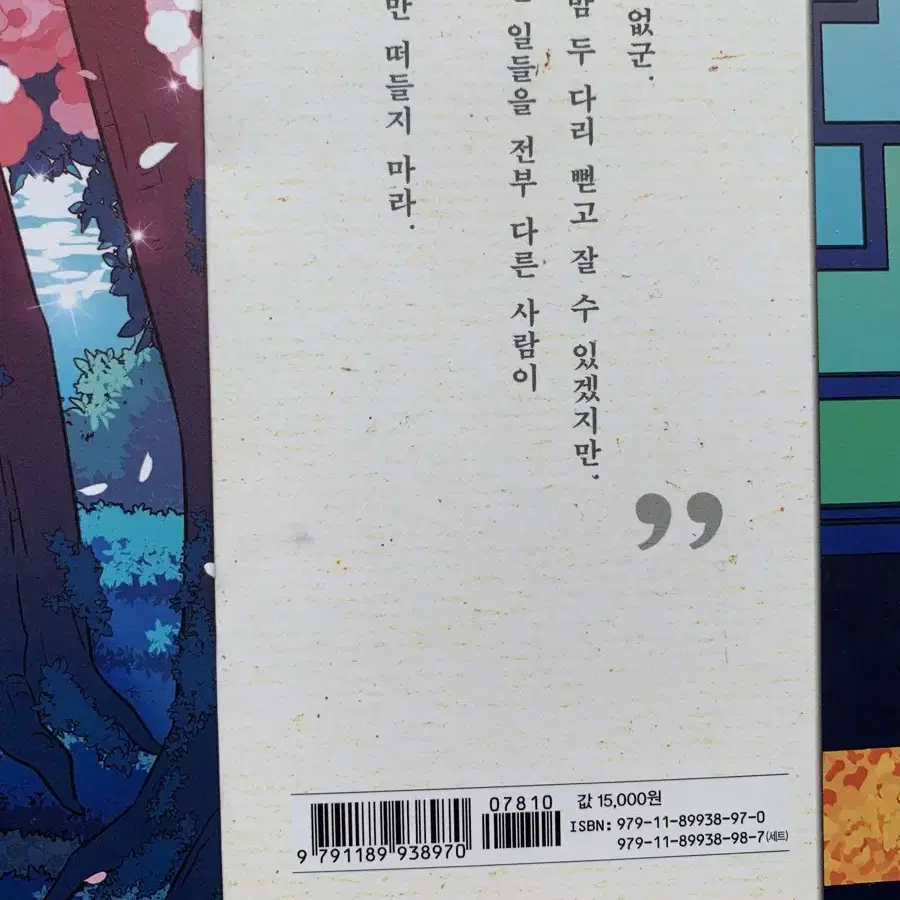 없군.
밤 두 다리 뻗고 잘 수 있겠지만.
일들을 전부 다른 사람이
만 떠들지 마라.
”
07810
값 15,000원
ISBN: 979-11-89938-97-0
979-11-89938-98-7(세트)
9 791189 938970